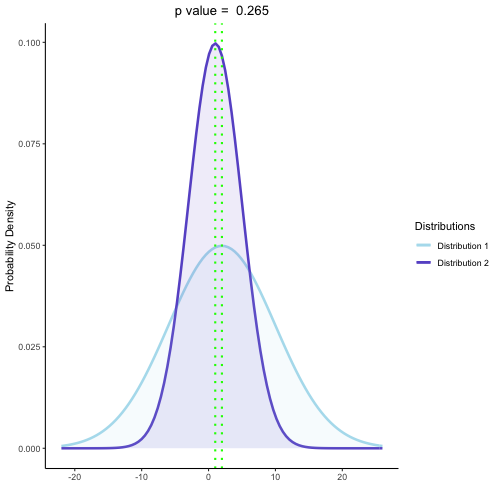 p value =  0.265
Probability Density
0.100
0.075
0.050
0.025
0.000
-20
-10
0
10
20
Distributions
Distribution 1
Distribution 2